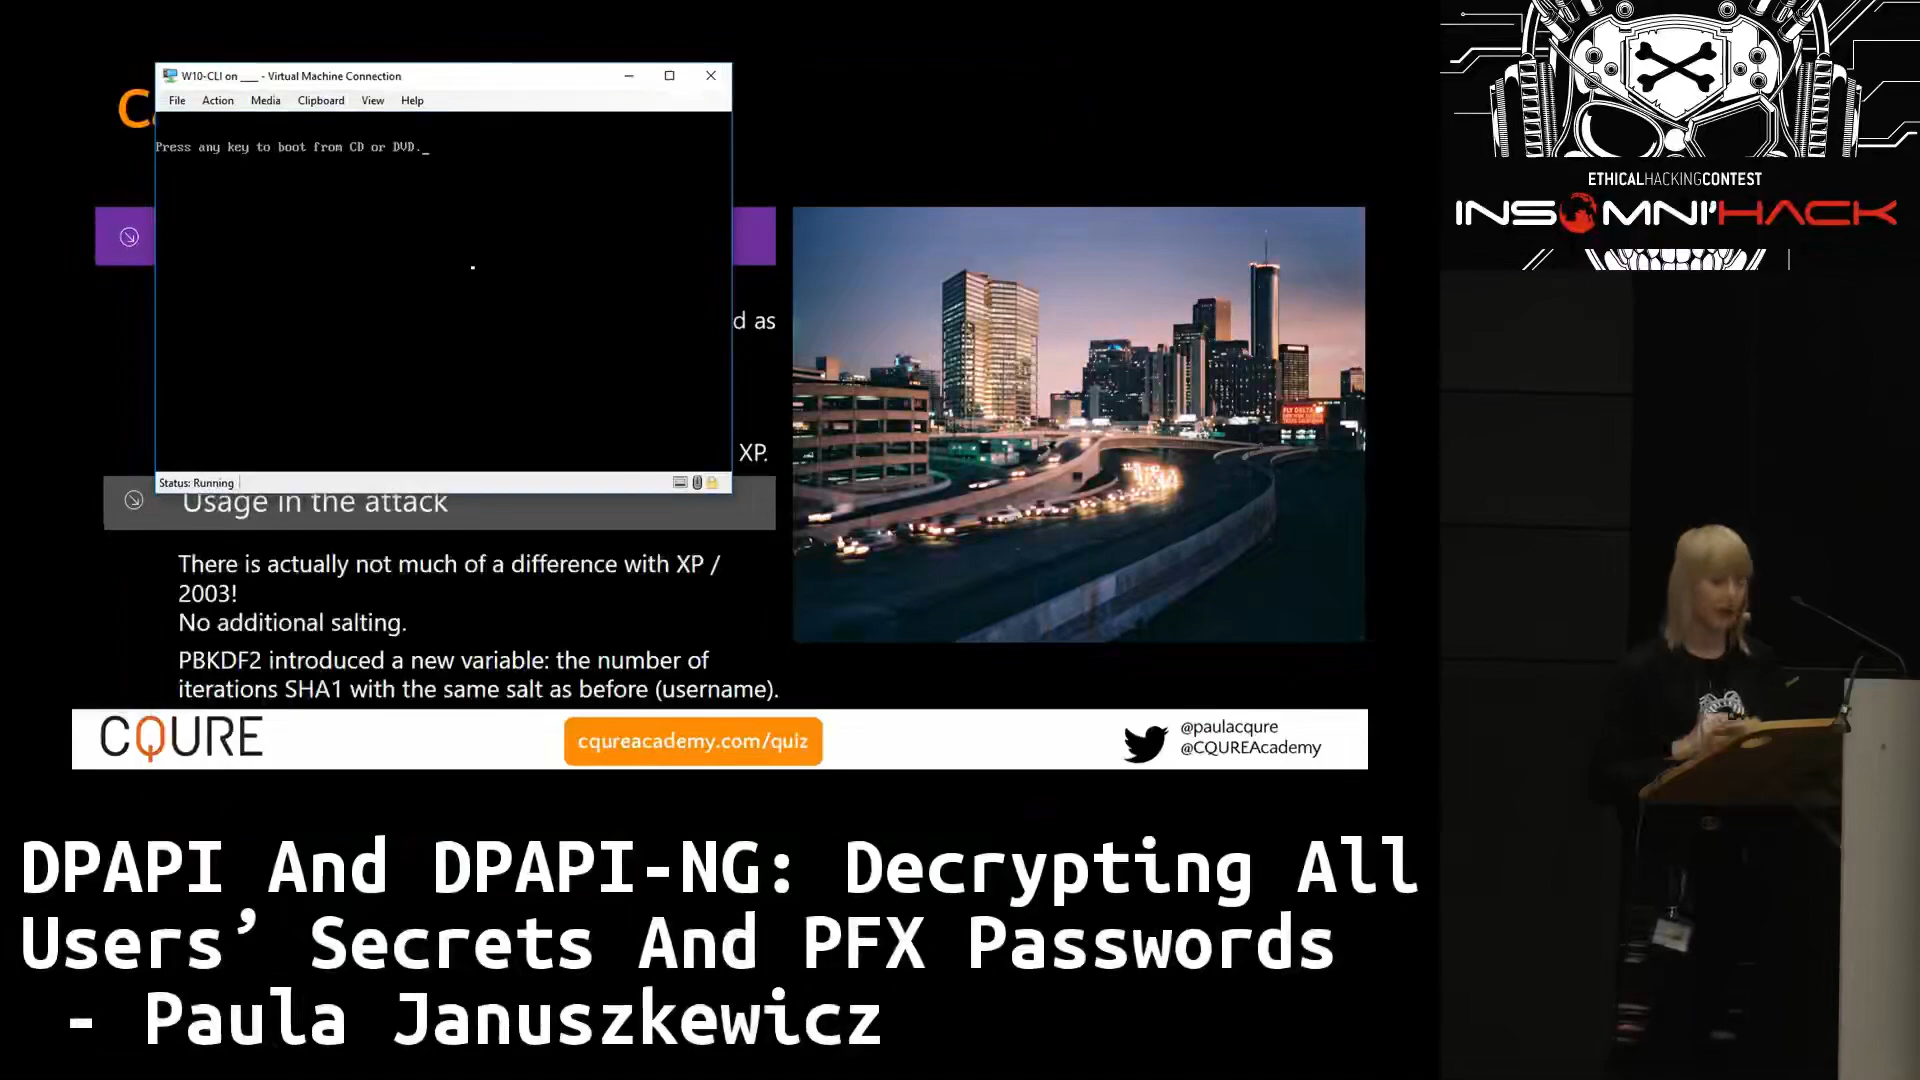 W10-CLI on ___ - Virtual Machine Connection
File Action Media Clipboard View Help
Press any key to boot from CD or DVD._
d as
XP.
Status: Running
Usage in the attack
There is actually not much of a difference with XP /
2003!
No additional salting.
PBKDF2 introduced a new variable: the number of
iterations SHA1 with the same salt as before (username).
CQURE
cqureacademy.com/quiz
@paulacqure
@CQUREAcademy
FLY DELTA
ETHICALHACKINGCONTEST
INSOMNI'HACK
DPAPI And DPAPI-NG: Decrypting All
Users’ Secrets And PFX Passwords
- Paula Januszkewicz